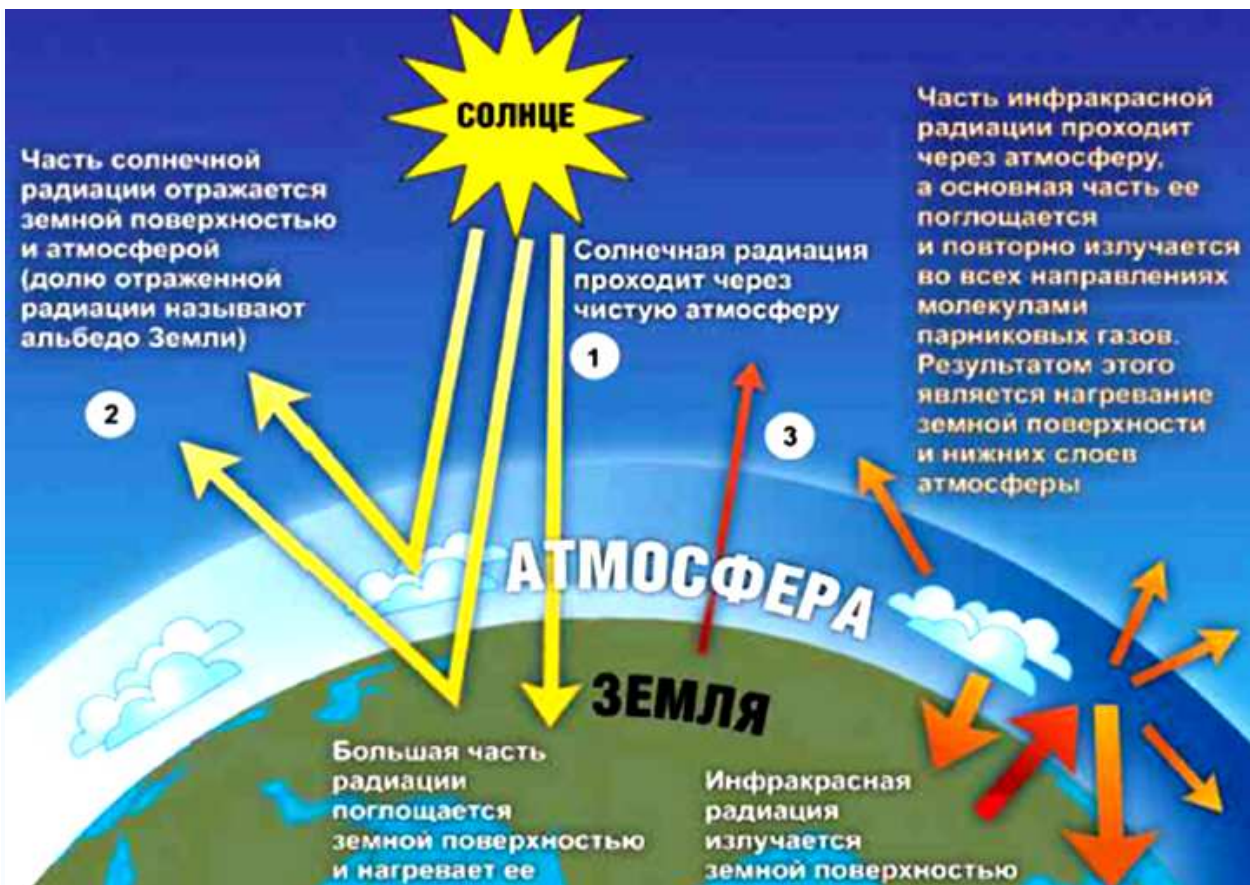 СОЛНЦЕ
Часть солнечной
радиации отражается
земной поверхностью
и атмосферой
(долю отраженной
радиации называют
альбедо Земли)
2
Солнечная радиация
проходит через
чистую атмосферу
1
3
Часть инфракрасной
радиации проходит
через атмосферу,
а основная часть ее
поглощается
и повторно излучается
во всех направлениях
молекулами
парниковых газов.
Результатом этого
является нагревание
земной поверхности
и нижних слоев
атмосферы
АТМОСФЕРА
ЗЕМЛЯ
Большая часть
радиации
поглощается
земной поверхностью
и нагревает ее
Инфракрасная
радиация
излучается
земной поверхностью